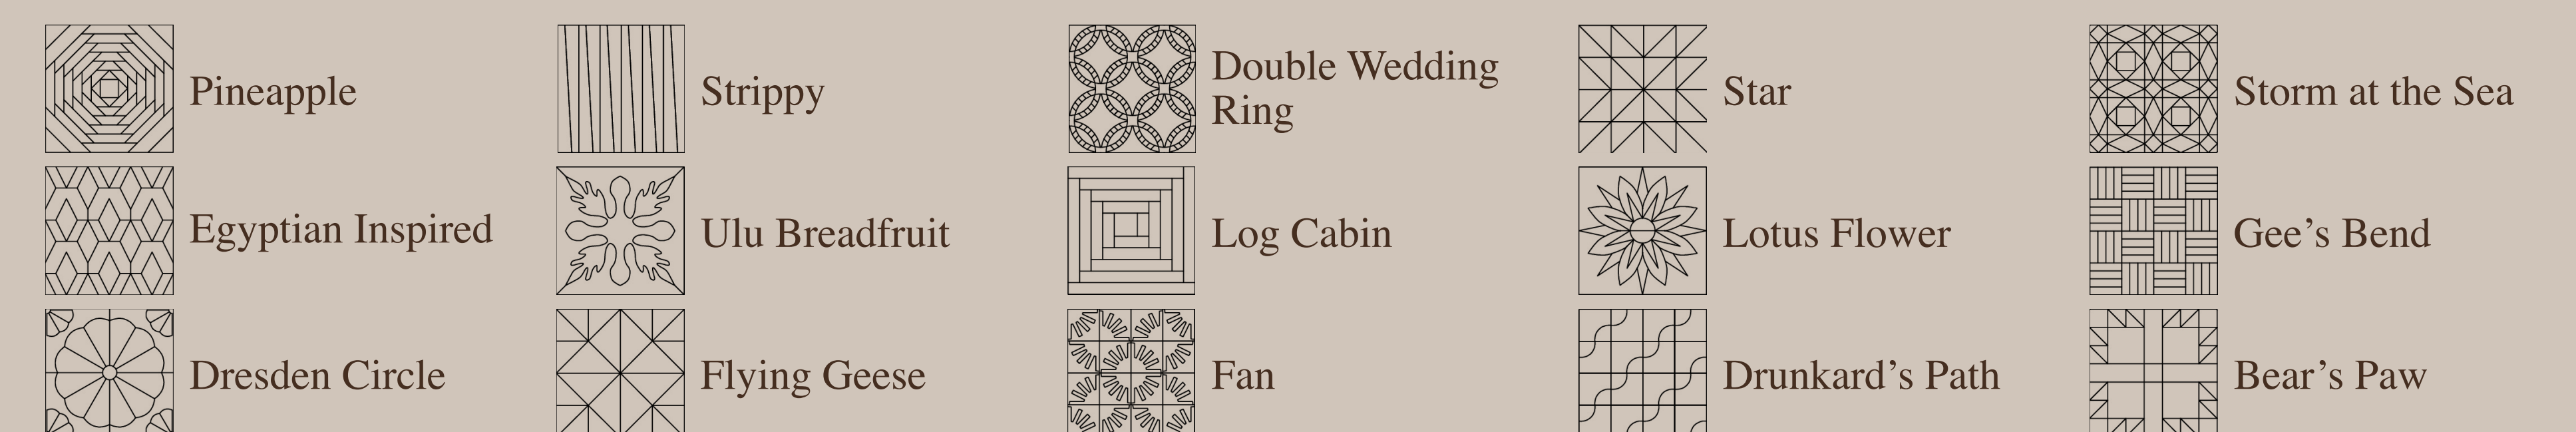 Pineapple
Strippy
Double Wedding
Ring
Star
Storm at the Sea
Egyptian Inspired
Ulu Breadfruit
Log Cabin
Lotus Flower
Gee’s Bend
Dresden Circle
Flying Geese
Fan
Drunkard’s Path
Bear’s Paw